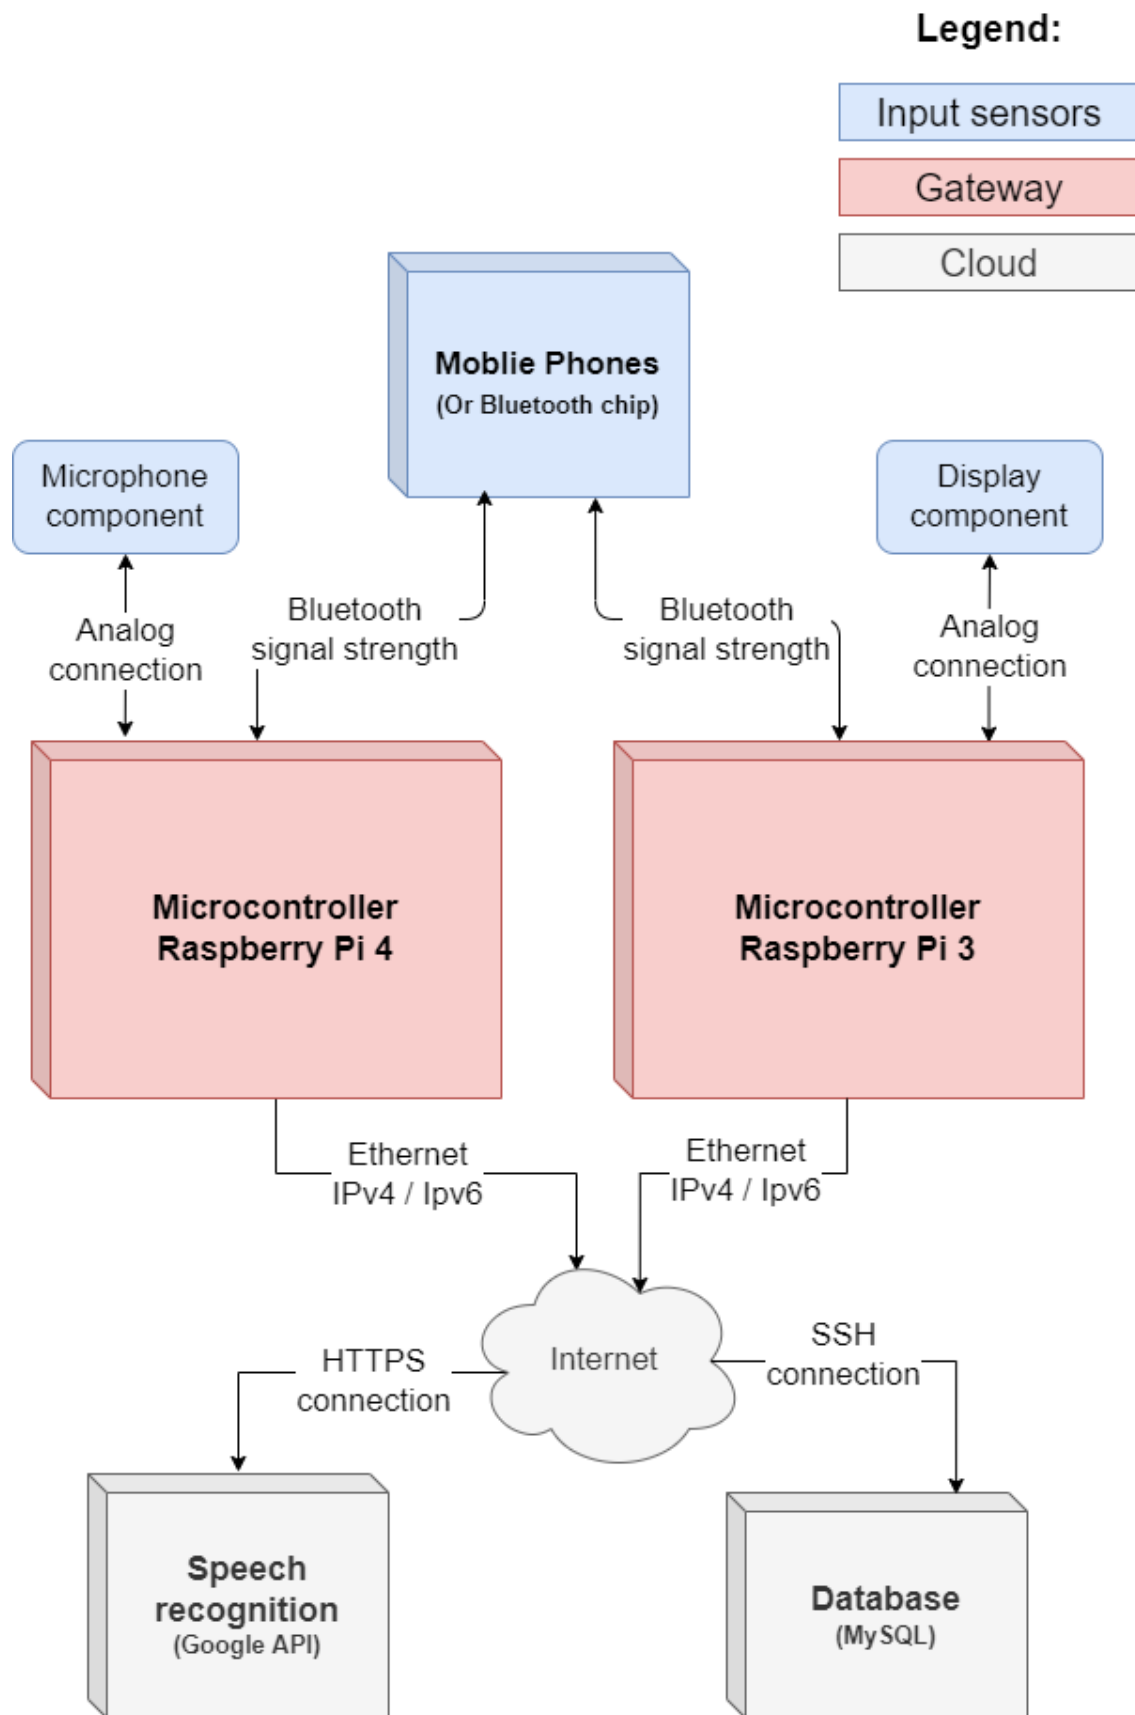 Legend:
Input sensors
Gateway
Cloud
Moblie Phones
(Or Bluetooth chip)
Microphone
component
Display
component
Analog
connection
Bluetooth
signal strength
Bluetooth
signal strength
Analog
connection
Microcontroller
Raspberry Pi 4
Microcontroller
Raspberry Pi 3
Ethernet
IPv4 / Ipv6
Ethernet
IPv4 / Ipv6
Internet
HTTPS
connection
SSH
connection
Speech
recognition
(Google API)
Database
(MySQL)